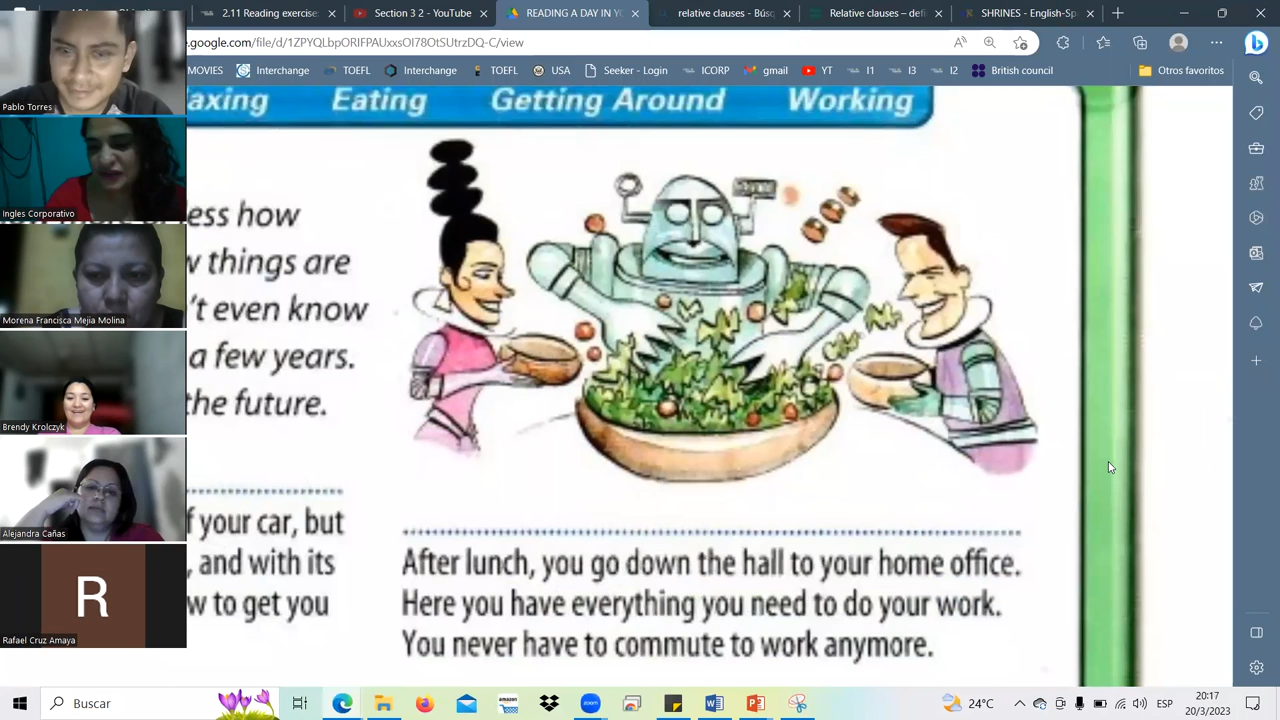 2.11 Reading exercise
Section 3 2 - YouTube
READING A DAY IN Y
relative clauses - Búsq
Relative clauses – defi
SHRINES - English-Sp
e.google.com/file/d/1ZPYQLbpORIFPAUxxsOI78OtSUtrzDQ-C/view
MOVIES
Interchange
TOEFL
Interchange
TOEFL
USA
Seeker - Login
ICORP
gmail
YT
I1
I3
I2
British council
Otros favoritos
Pablo Torres
Ingles Corporativo
Morena Francisca Mejia Molina
Brendy Krolczyk
Alejandra Cañas
R
Rafael Cruz Amaya
axing Eating Getting Around Working
ess how
w things are
't even know
a few years.
the future.
f your car, but
, and with its
w to get you
After lunch, you go down the hall to your home office.
Here you have everything you need to do your work.
You never have to commute to work anymore.
Buscar
24°C
ESP
20:17
20/3/2023